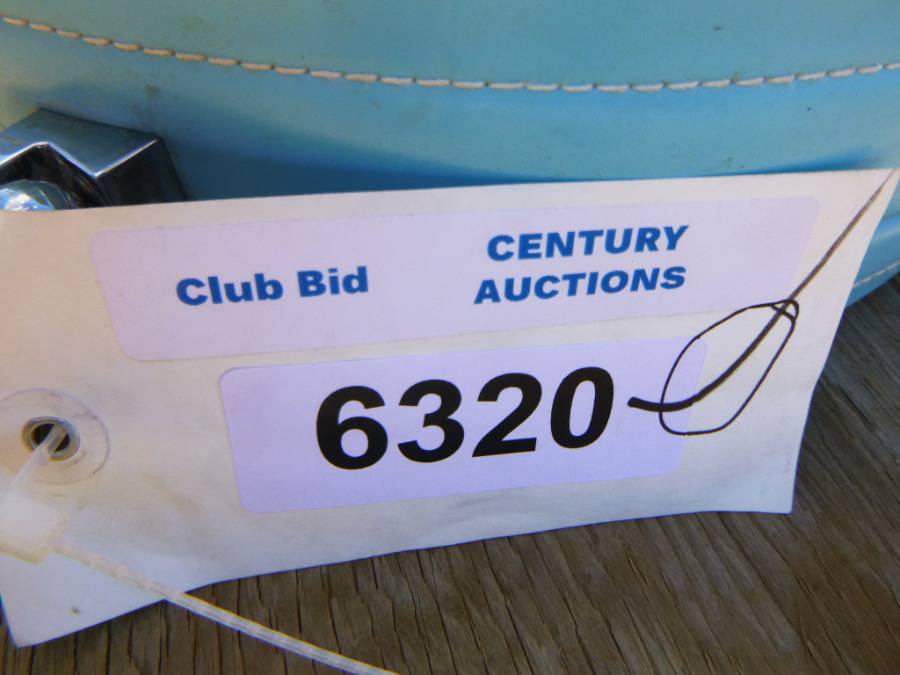 Club Bid
CENTURY
AUCTIONS
6320